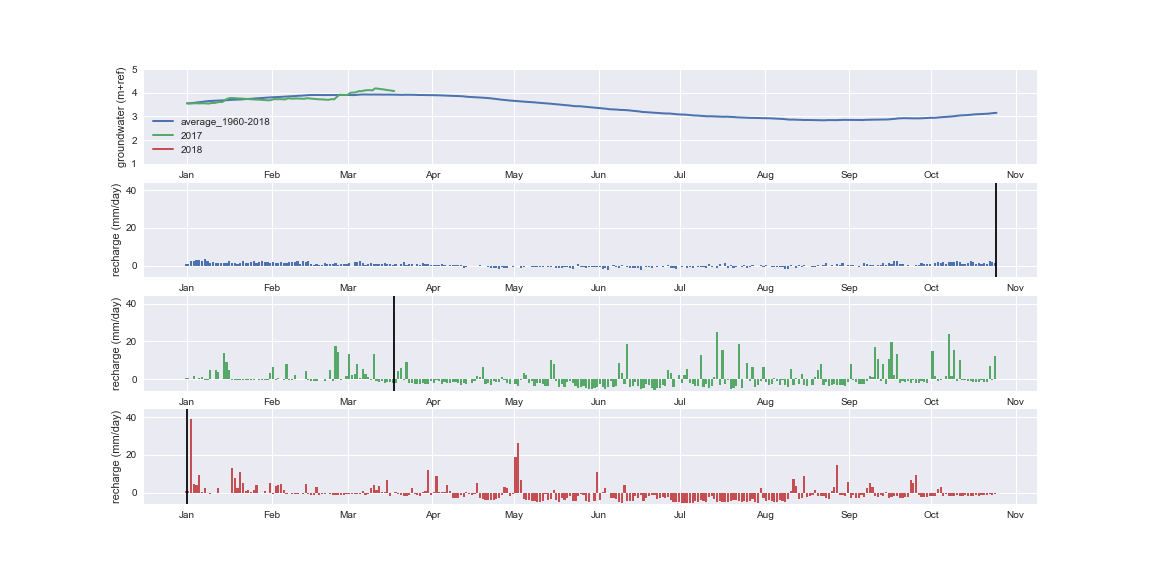 groundwater (m+ref)
5
4
3
2
1
average_1960-2018
2017
2018
Jan Feb Mar Apr May Jun Jul Aug Sep Oct Nov
recharge (mm/day)
40
20
0
Jan Feb Mar Apr May Jun Jul Aug Sep Oct Nov
recharge (mm/day)
40
20
0
Jan Feb Mar Apr May Jun Jul Aug Sep Oct Nov
recharge (mm/day)
40
20
0
Jan Feb Mar Apr May Jun Jul Aug Sep Oct Nov